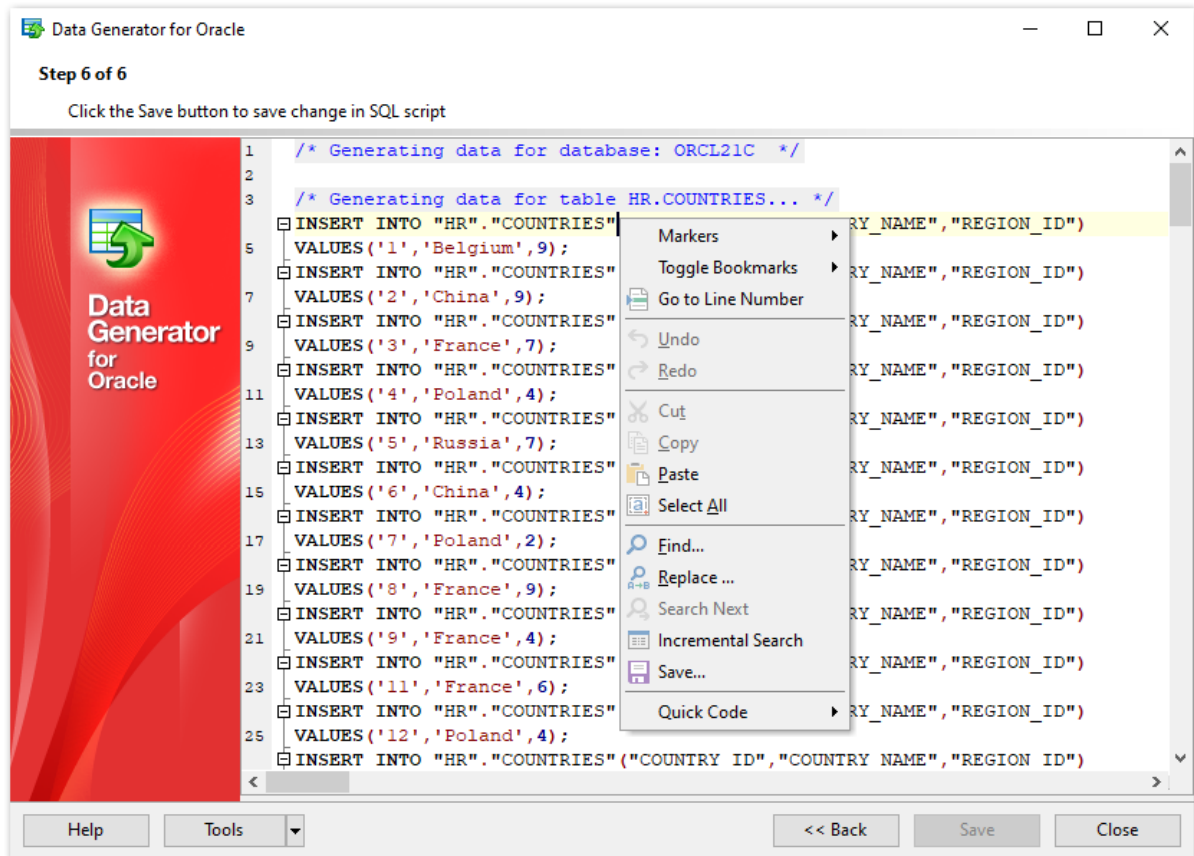 Data Generator for Oracle
Step 6 of 6
Click the Save button to save change in SQL script
Data
Generator
for
Oracle
1 /* Generating data for database: ORCL21C */
2
3 /* Generating data for table HR.COUNTRIES... */
INSERT INTO "HR"."COUNTRIES" RY_NAME","REGION_ID")
5 VALUES('1','Belgium',9);
INSERT INTO "HR"."COUNTRIES" RY_NAME","REGION_ID")
7 VALUES('2','China',9);
INSERT INTO "HR"."COUNTRIES" RY_NAME","REGION_ID")
9 VALUES('3','France',7);
INSERT INTO "HR"."COUNTRIES" RY_NAME","REGION_ID")
11 VALUES('4','Poland',4);
INSERT INTO "HR"."COUNTRIES" RY_NAME","REGION_ID")
13 VALUES('5','Russia',7);
INSERT INTO "HR"."COUNTRIES" RY_NAME","REGION_ID")
15 VALUES('6','China',4);
INSERT INTO "HR"."COUNTRIES" RY_NAME","REGION_ID")
17 VALUES('7','Poland',2);
INSERT INTO "HR"."COUNTRIES" RY_NAME","REGION_ID")
19 VALUES('8','France',9);
INSERT INTO "HR"."COUNTRIES" RY_NAME","REGION_ID")
21 VALUES('9','France',4);
INSERT INTO "HR"."COUNTRIES" RY_NAME","REGION_ID")
23 VALUES('11','France',6);
INSERT INTO "HR"."COUNTRIES" RY_NAME","REGION_ID")
25 VALUES('12','Poland',4);
INSERT INTO "HR"."COUNTRIES"("COUNTRY_ID","COUNTRY_NAME","REGION_ID")
Markers
Toggle Bookmarks
Go to Line Number
Undo
Redo
Cut
Copy
Paste
Select All
Find...
Replace ...
A→B
Search Next
Incremental Search
Save...
Quick Code
Help
Tools
<< Back
Save
Close